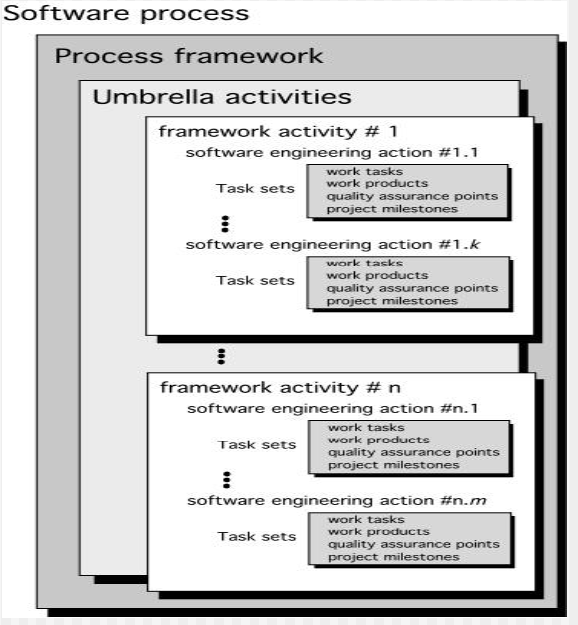 Software process
Process framework
Umbrella activities
framework activity # 1
software engineering action #1.1
Task sets
work tasks
work products
quality assurance points
project milestones
software engineering action #1.k
Task sets
work tasks
work products
quality assurance points
project milestones
framework activity # n
software engineering action #n.1
Task sets
work tasks
work products
quality assurance points
project milestones
software engineering action #n.m
Task sets
work tasks
work products
quality assurance points
project milestones